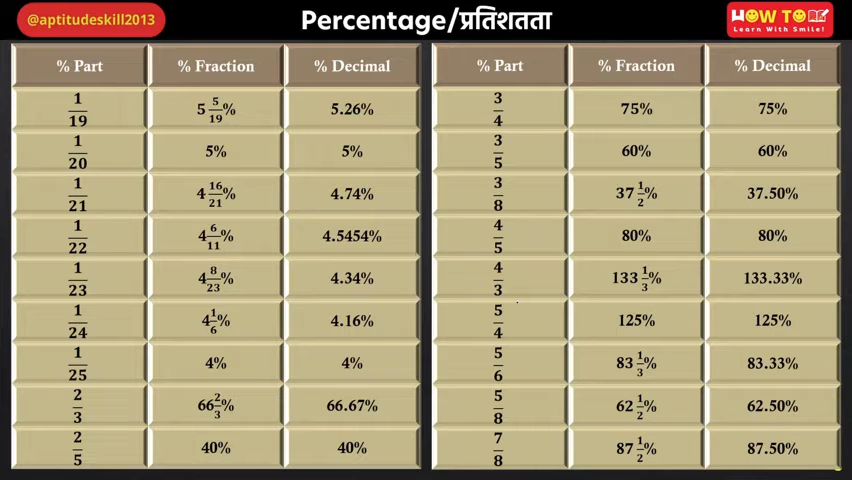 @aptitudeskill2013
Percentage/प्रतिशतता
HOW TO
Learn With Smile!
% Part % Fraction % Decimal
1/19 5 5/19% 5.26%
1/20 5% 5%
1/21 4 16/21% 4.74%
1/22 4 6/11% 4.5454%
1/23 4 8/23% 4.34%
1/24 4 1/6% 4.16%
1/25 4% 4%
2/3 66 2/3% 66.67%
2/5 40% 40%
% Part % Fraction % Decimal
3/4 75% 75%
3/5 60% 60%
3/8 37 1/2% 37.50%
4/5 80% 80%
4/3 133 1/3% 133.33%
5/4 125% 125%
5/6 83 1/3% 83.33%
5/8 62 1/2% 62.50%
7/8 87 1/2% 87.50%